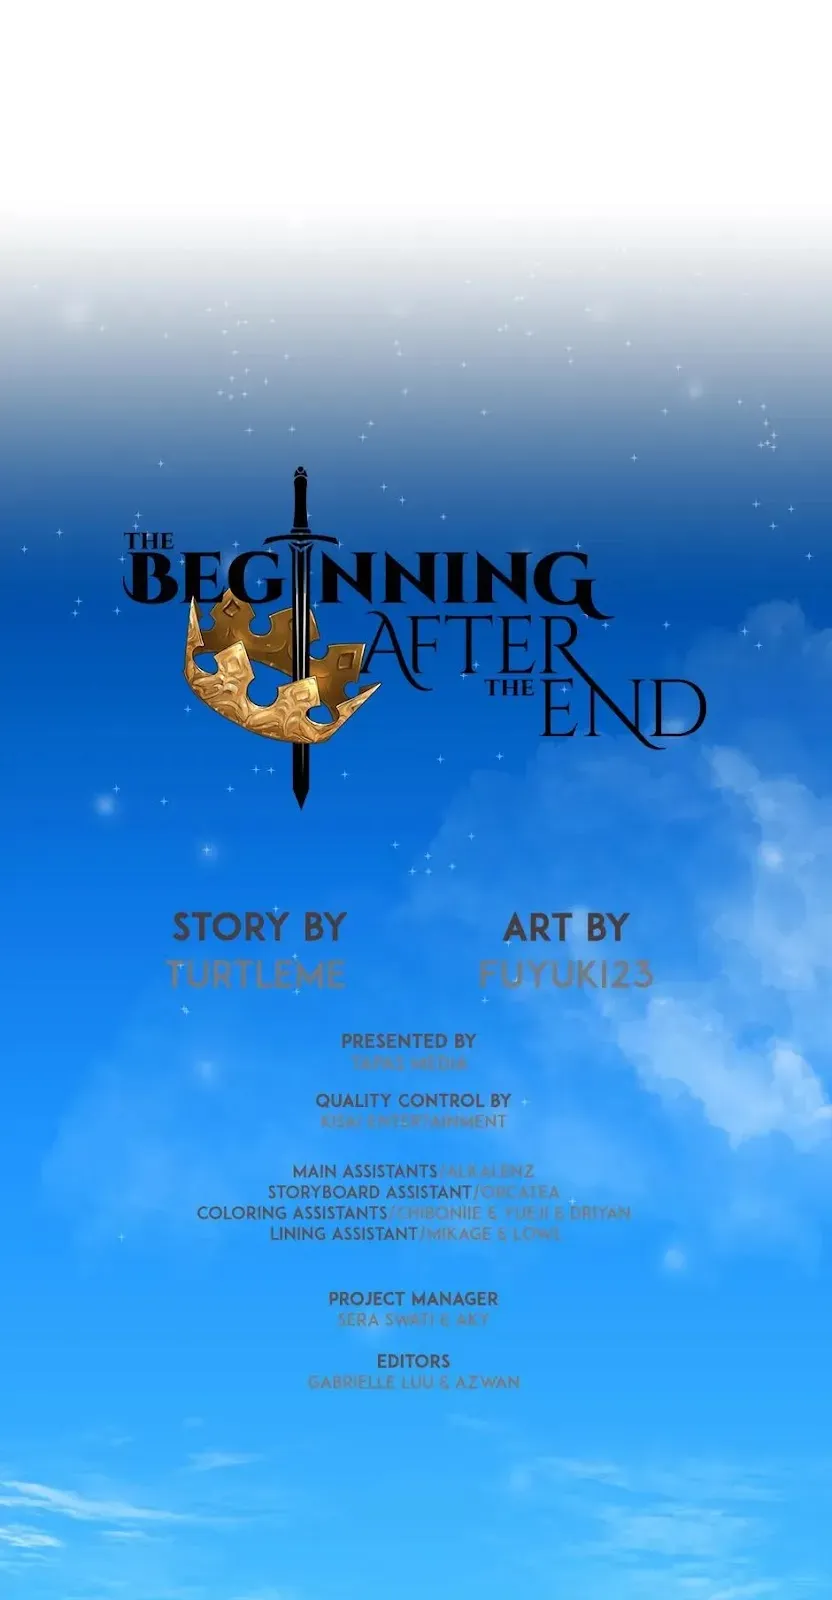 THE
BEGINNING
AFTER
THE END
STORY BY
TURTLEME
ART BY
FUYUKI23
PRESENTED BY
TAPAS MEDIA
QUALITY CONTROL BY
KISAI ENTERTAINMENT
MAIN ASSISTANTS/ALKALENZ
STORYBOARD ASSISTANT/ORCATEA
COLORING ASSISTANTS/CHIBONIIE & YUEJI & DRIYAN
LINING ASSISTANT/MIKAGE & LOWL
PROJECT MANAGER
SERA SWATI & AKY
EDITORS
GABRIELLE LUU & AZWAN